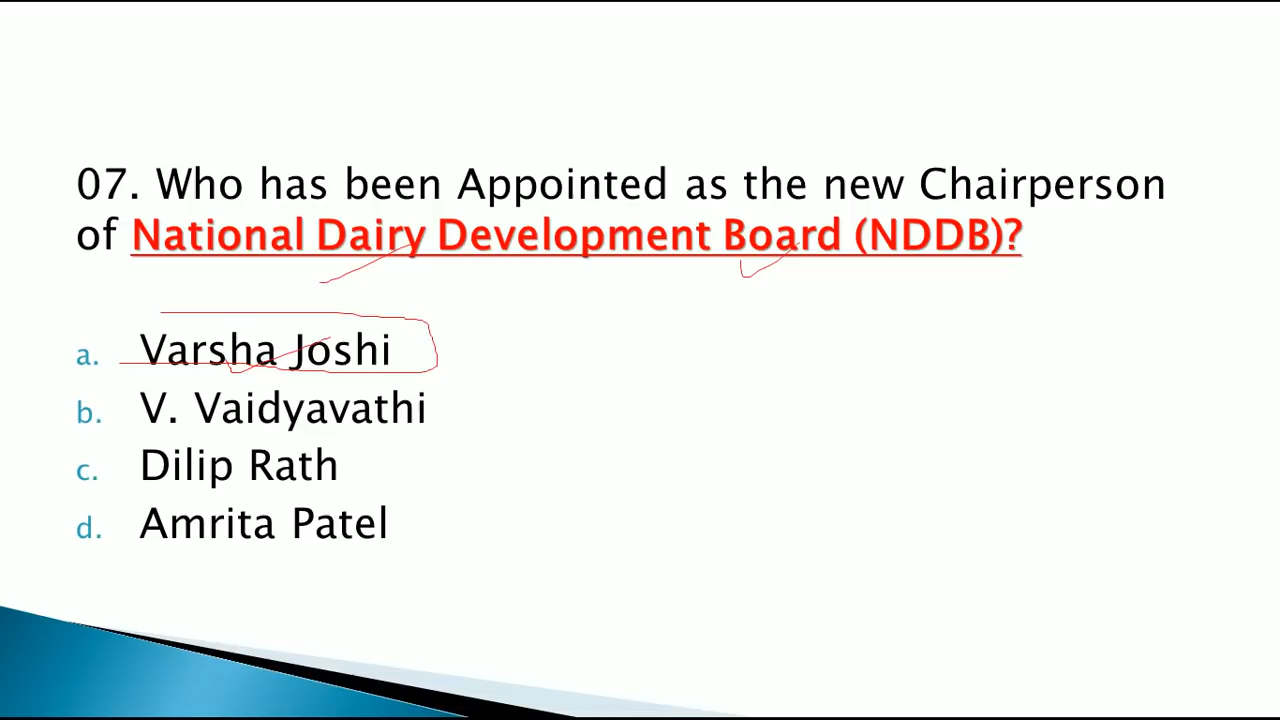 07. Who has been Appointed as the new Chairperson
of National Dairy Development Board (NDDB)?
a. Varsha Joshi
b. V. Vaidyavathi
c. Dilip Rath
d. Amrita Patel